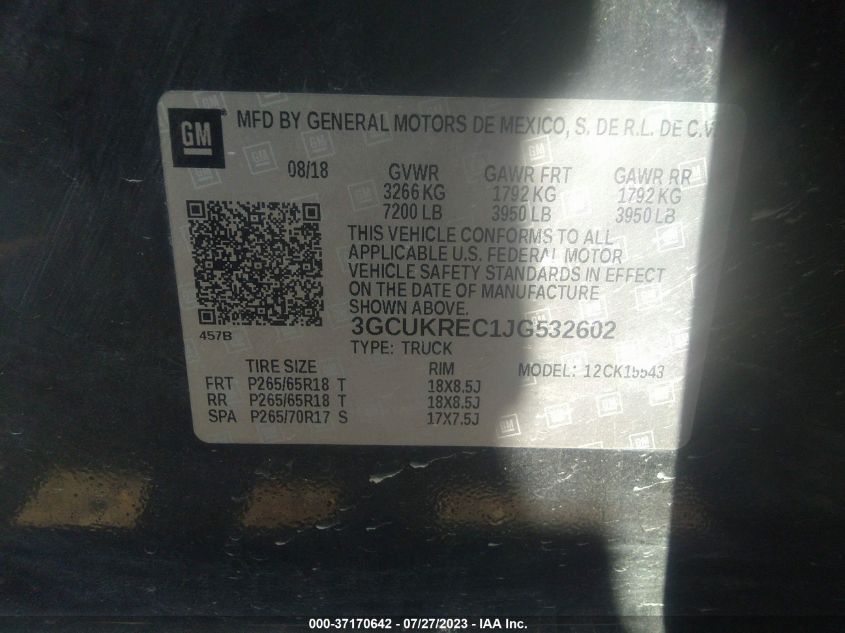 GM MFD BY GENERAL MOTORS DE MEXICO, S. DE R.L. DE C.V.
08/18 GVWR GAWR FRT GAWR RR
3266 KG 1792 KG 1792 KG
7200 LB 3950 LB 3950 LB
THIS VEHICLE CONFORMS TO ALL
APPLICABLE U.S. FEDERAL MOTOR
VEHICLE SAFETY STANDARDS IN EFFECT
ON THE DATE OF MANUFACTURE
SHOWN ABOVE.
457B 3GCUKREC1JG532602
TYPE: TRUCK
TIRE SIZE RIM MODEL: 12CK15543
FRT P265/65R18 T 18X8.5J
RR P265/65R18 T 18X8.5J
SPA P265/70R17 S 17X7.5J
000-37170642 - 07/27/2023 - IAA Inc.